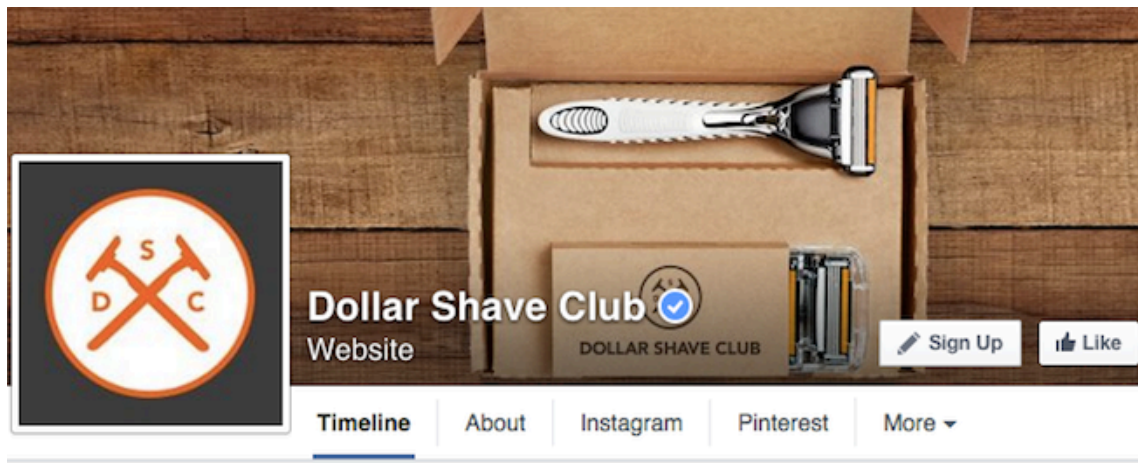 S
D C
Dollar Shave Club
Website
DOLLAR SHAVE CLUB
Sign Up
Like
Timeline
About
Instagram
Pinterest
More